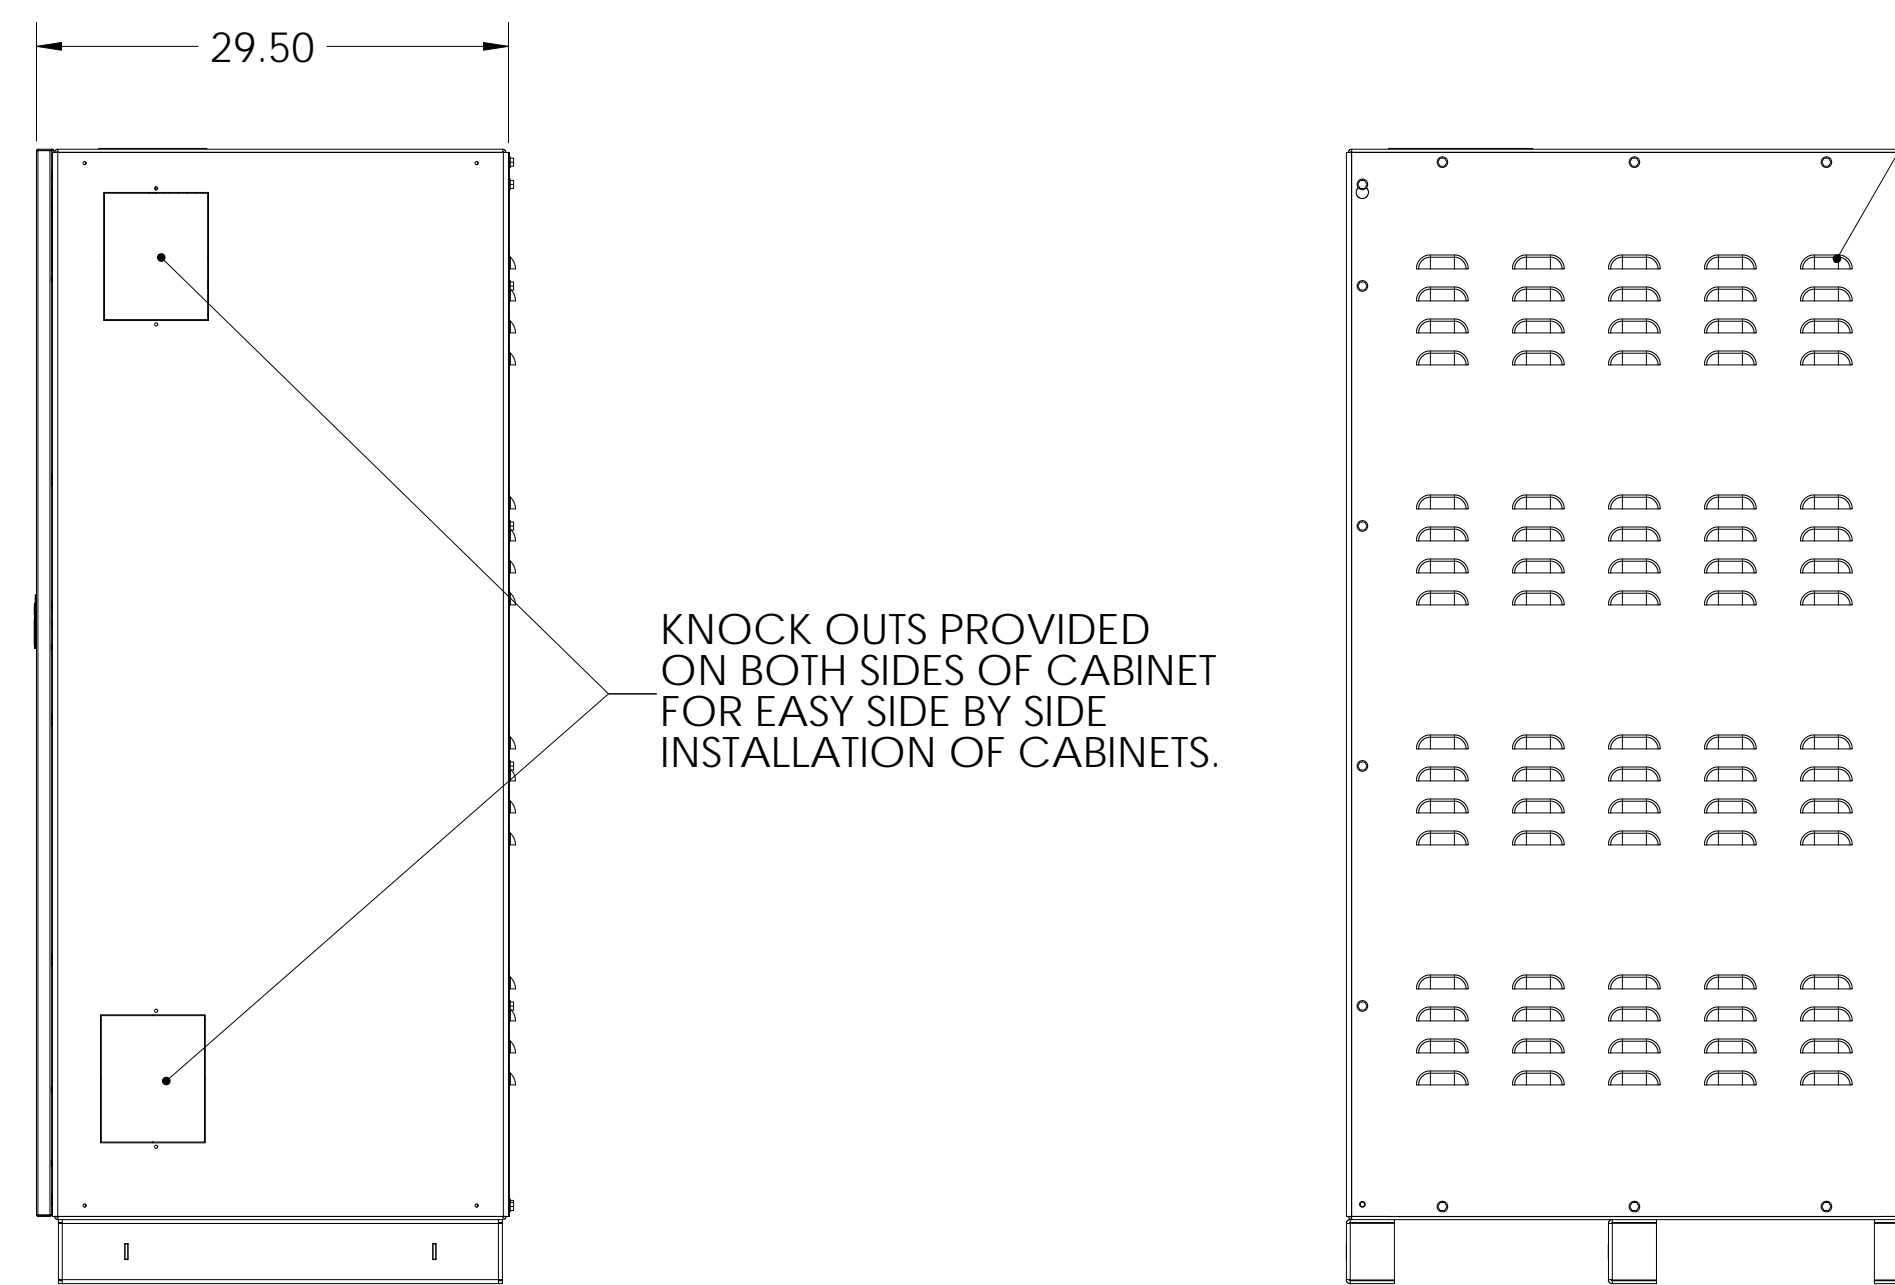 29.50
KNOCK OUTS PROVIDED
ON BOTH SIDES OF CABINET
FOR EASY SIDE BY SIDE
INSTALLATION OF CABINETS.